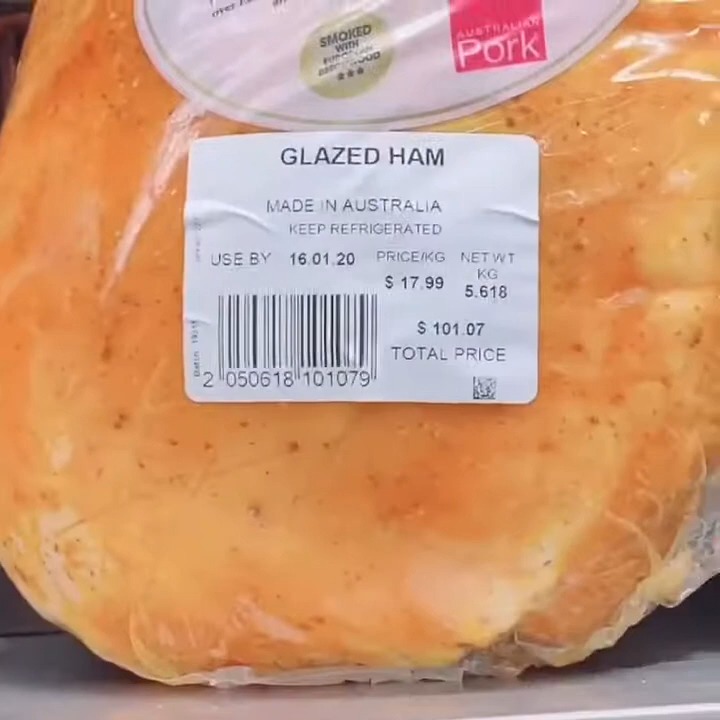 SMOKED
WITH
AUSTRALIAN
Pork
GLAZED HAM
MADE IN AUSTRALIA
KEEP REFRIGERATED
USE BY 16.01.20
PRICE/KG
$ 17.99
NET WT
KG
5.618
$ 101.07
TOTAL PRICE
2 050618 101079